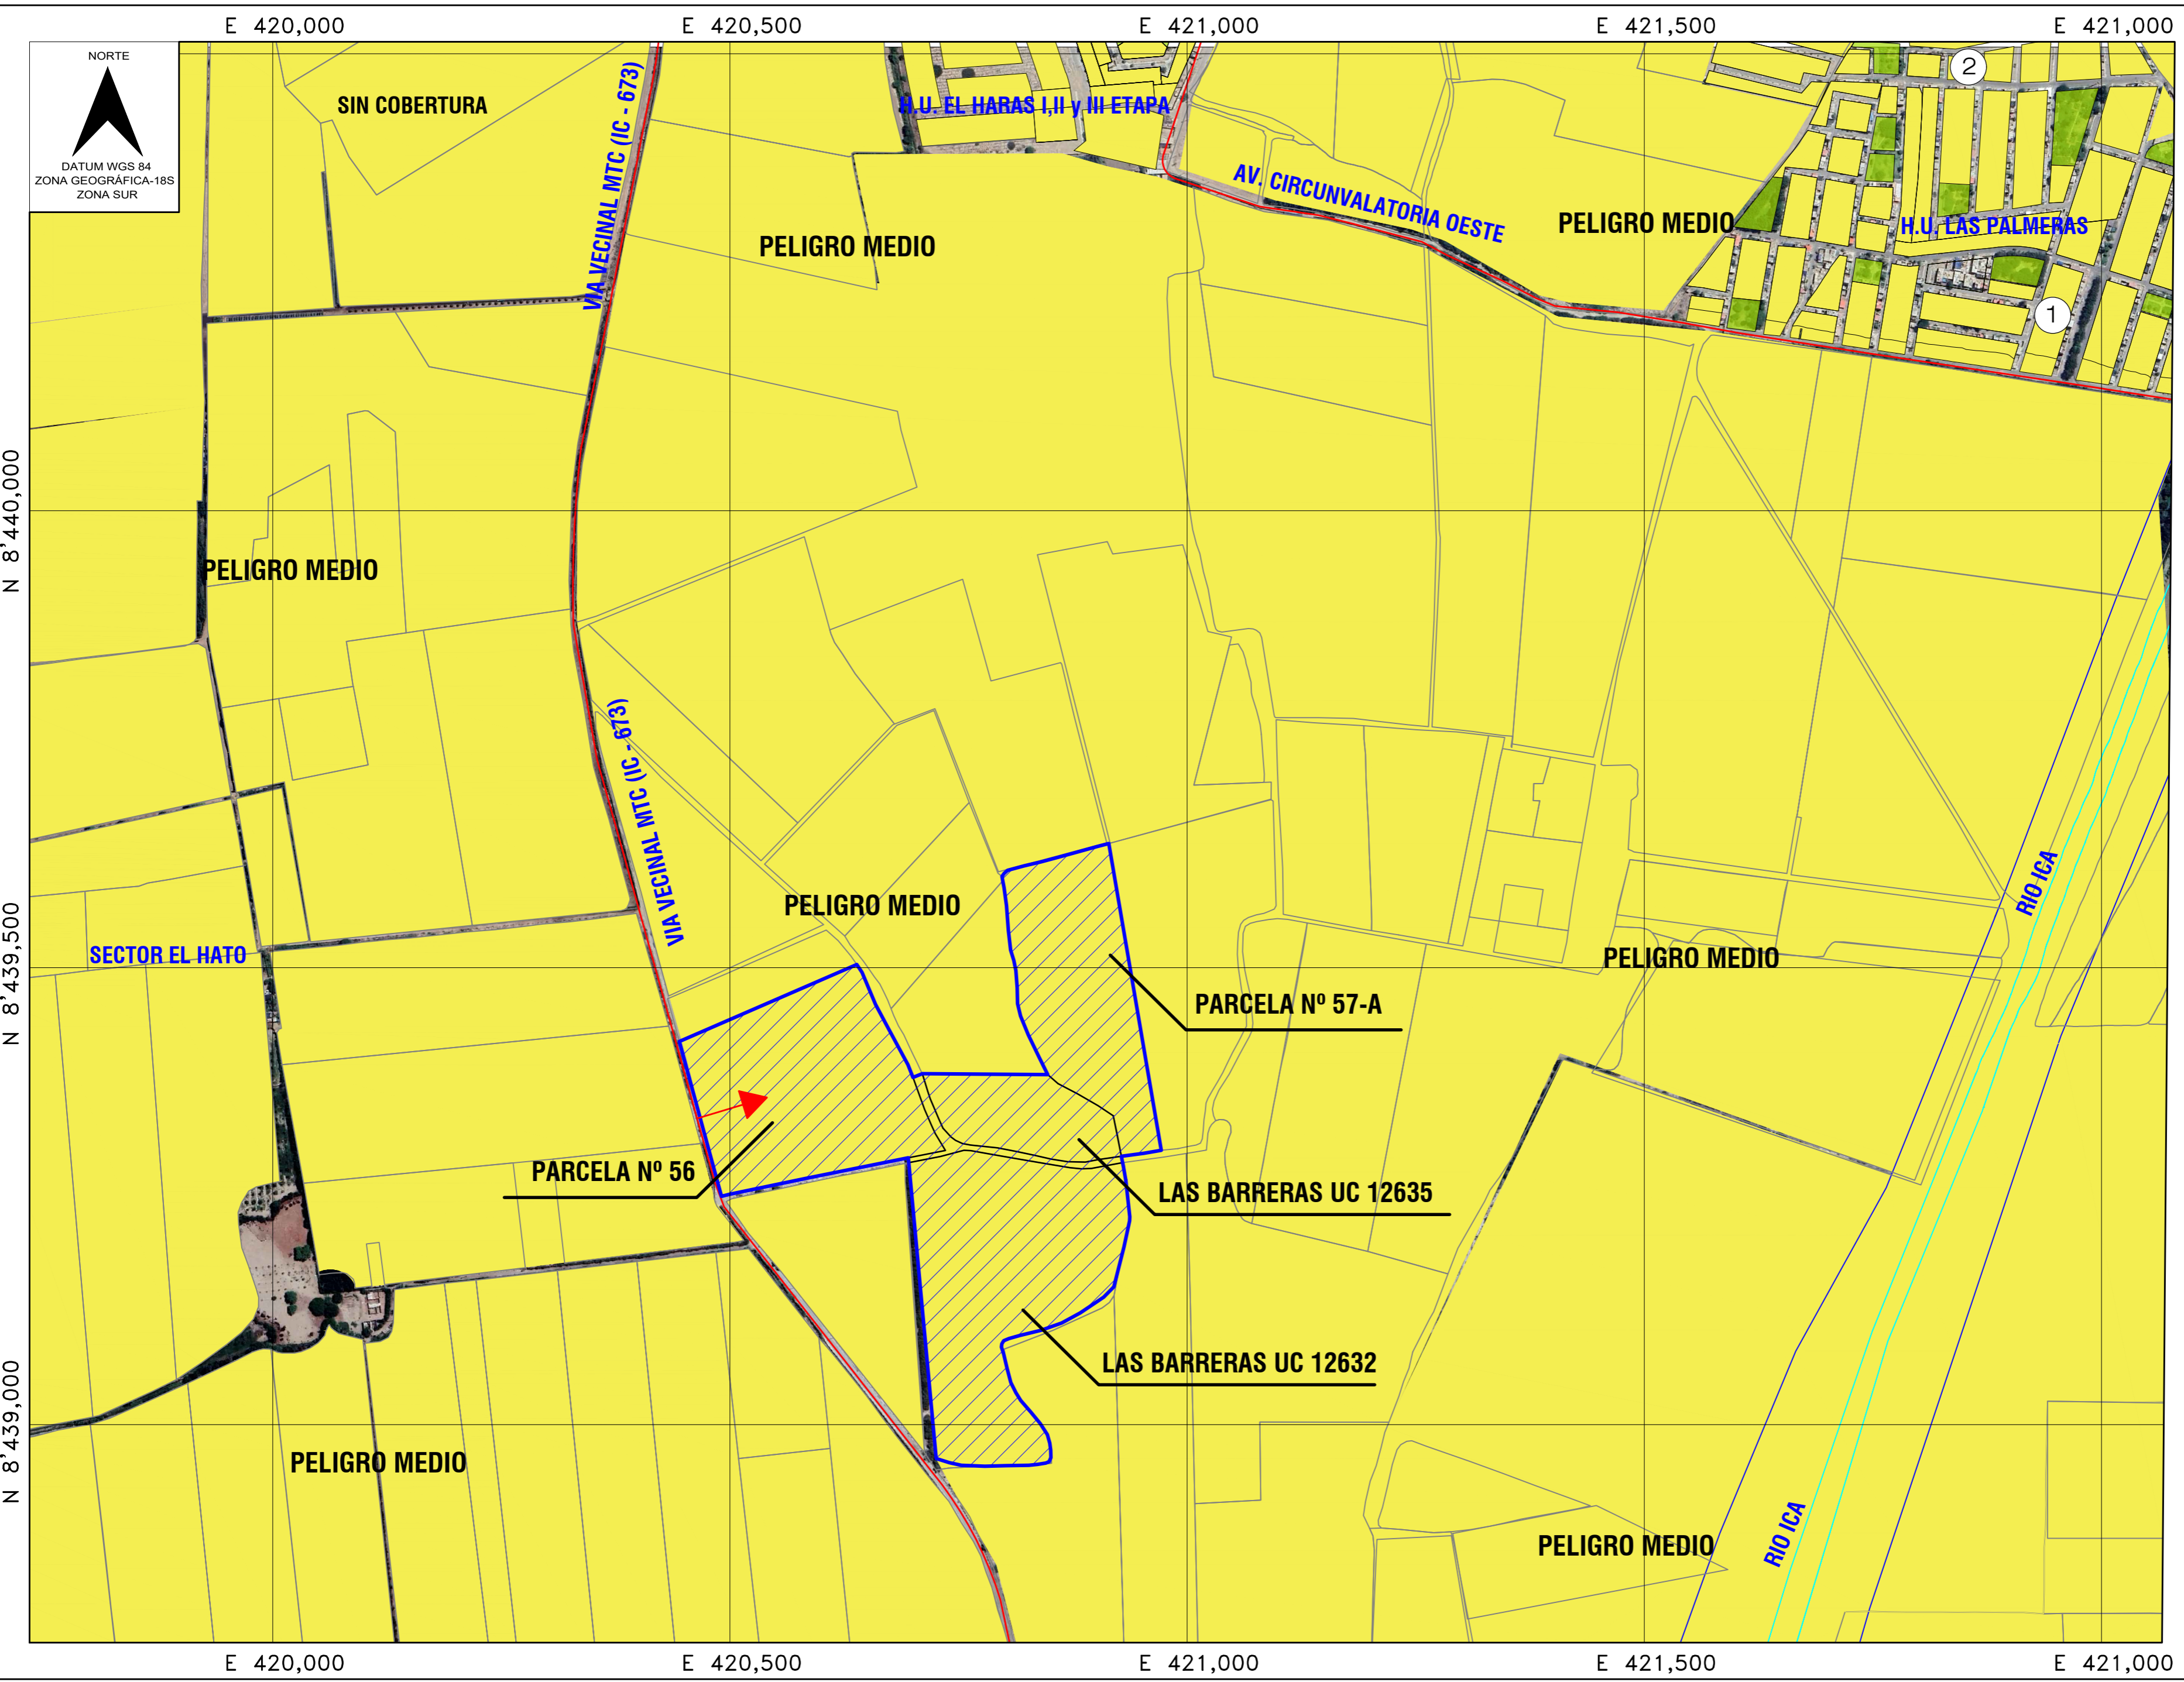 E 420,000
E 420,500
E 421,000
E 421,500
E 421,000
NORTE
DATUM WGS 84
ZONA GEOGRÁFICA-18S
ZONA SUR
SIN COBERTURA
VIA VECINAL MTC (IC - 673)
H.U. EL HARAS I,II y III ETAPA
2
AV. CIRCUNVALATORIA OESTE
PELIGRO MEDIO
H.U. LAS PALMERAS
PELIGRO MEDIO
1
N 8'440,000
PELIGRO MEDIO
VIA VECINAL MTC (IC - 673)
RIO ICA
PELIGRO MEDIO
N 8'439,500
SECTOR EL HATO
PELIGRO MEDIO
PARCELA Nº 57-A
PARCELA Nº 56
LAS BARRERAS UC 12635
LAS BARRERAS UC 12632
N 8'439,000
PELIGRO MEDIO
RIO ICA
PELIGRO MEDIO
E 420,000
E 420,500
E 421,000
E 421,500
E 421,000